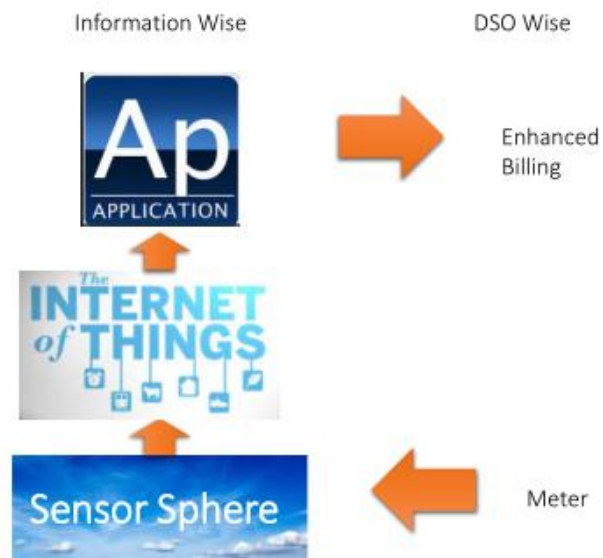 Information Wise
DSO Wise
Ap
APPLICATION
Enhanced
Billing
The
INTERNET
of THINGS
Sensor Sphere
Meter